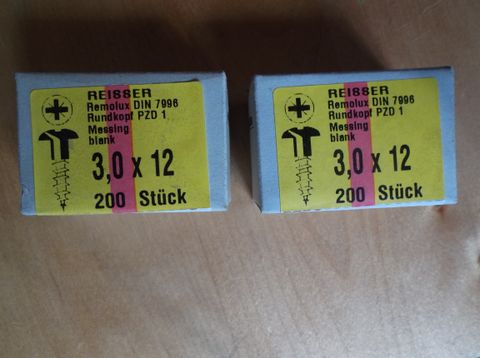 REISSER
Remolux DIN 7996
Rundkopf PZD 1
Messing
blank
3,0 x 12
200 Stück
REISSER
Remolux DIN 7996
Rundkopf PZD 1
Messing
blank
3,0 x 12
200 Stück